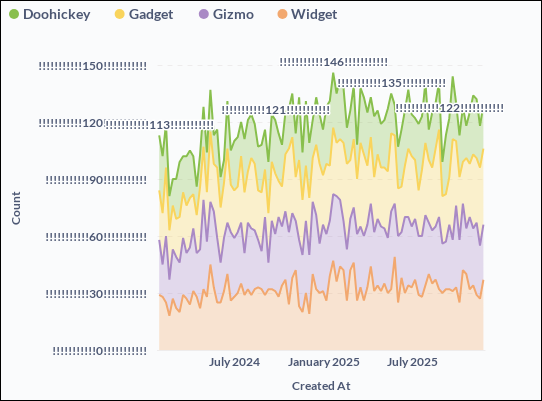 Doohickey
Gadget
Gizmo
Widget
!!!!!!!!!!!146!!!!!!!!!!!
!!!!!!!!!!!150!!!!!!!!!!!
!!!!!!!!!!!135!!!!!!!!!!!
!!!!!!!!!!!121!!!!!!!!!!!
!!!!!!!!!!!122!!!!!!!!!!!
!!!!!!!!!!!120!!!!!!!!!!!
!!!!!!!!!!!113!!!!!!!!!!!
!!!!!!!!!!!90!!!!!!!!!!!
Count
!!!!!!!!!!!60!!!!!!!!!!!
!!!!!!!!!!!30!!!!!!!!!!!
!!!!!!!!!!!0!!!!!!!!!!!
July 2024
January 2025
July 2025
Created At